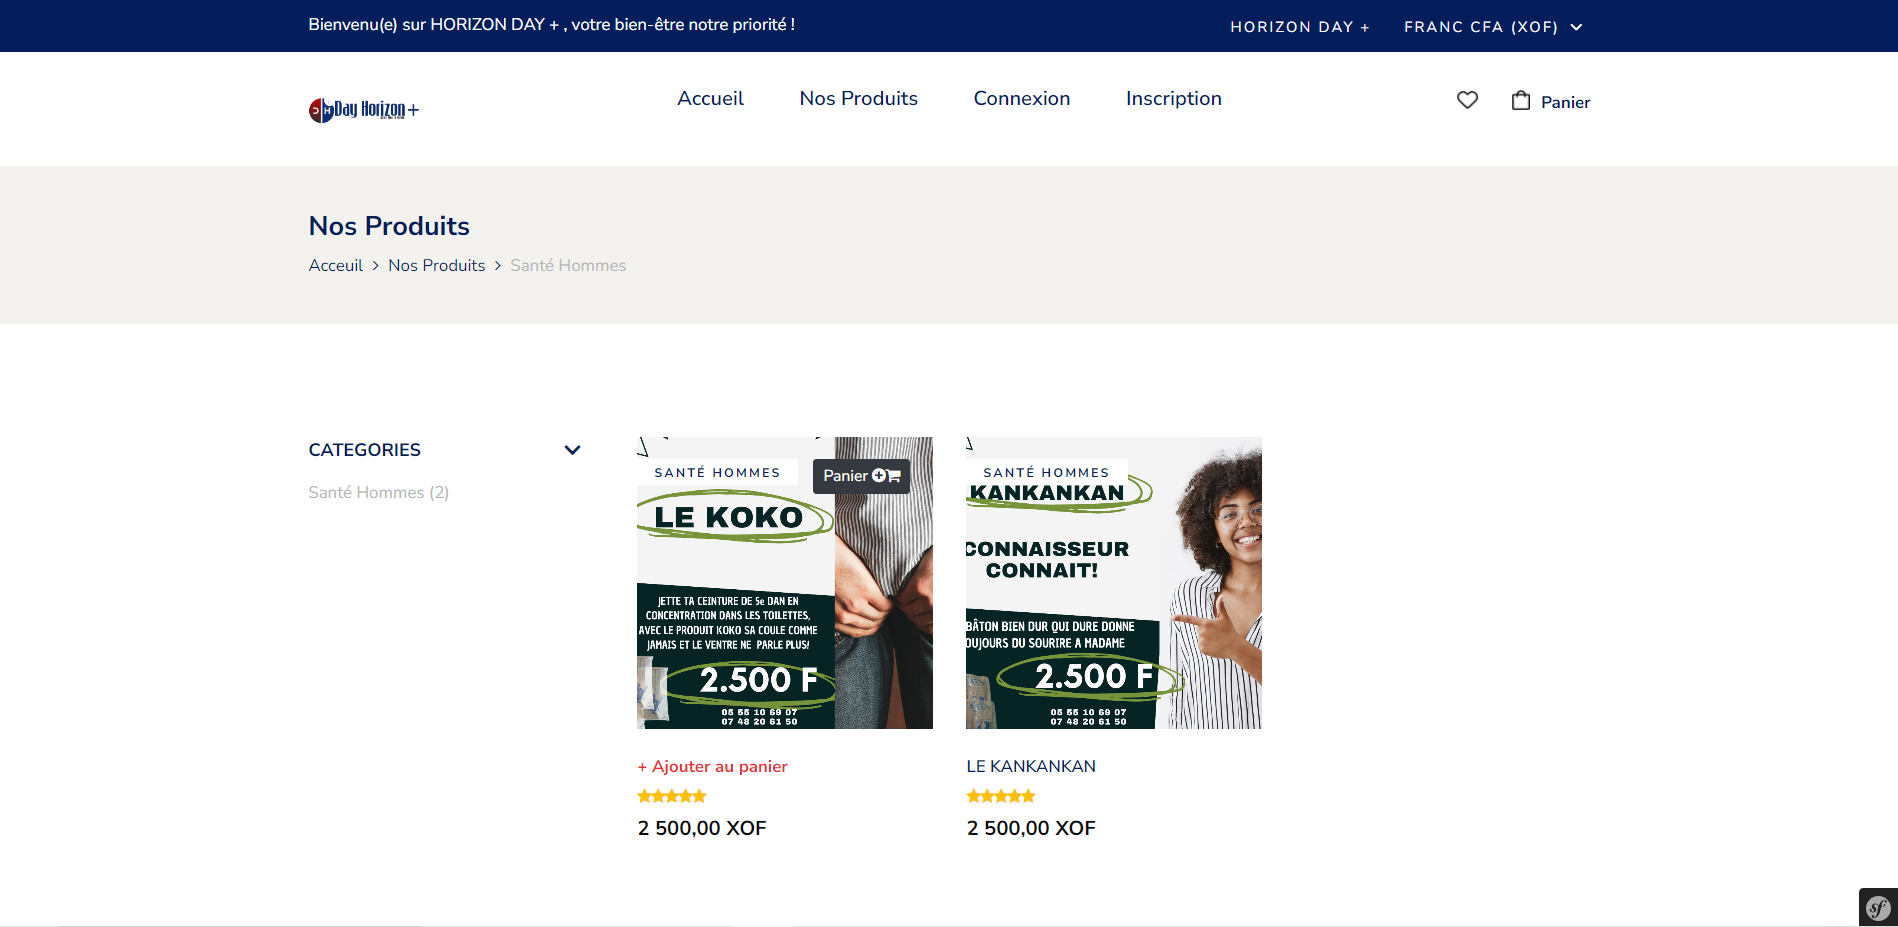 Bienvenu(e) sur HORIZON DAY + , votre bien-être notre priorité !
HORIZON DAY +
FRANC CFA (XOF)
Day Horizon +
Accueil
Nos Produits
Connexion
Inscription
Panier
Nos Produits
Acceuil > Nos Produits > Santé Hommes
CATEGORIES
Santé Hommes (2)
SANTÉ HOMMES
Panier
LE KOKO
JETTE TA CEINTURE DE 5e DAN EN
CONCENTRATION DANS LES TOILETTES,
AVEC LE PRODUIT KOKO SA COULE COMME
JAMAIS ET LE VENTRE NE PARLE PLUS!
2.500 F
05 55 10 69 07
07 48 20 61 50
+ Ajouter au panier
2 500,00 XOF
SANTÉ HOMMES
KANKANKAN
CONNAISSEUR
CONNAIT!
BÂTON BIEN DUR QUI DURE DONNE
OUJOURS DU SOURIRE A MADAME
2.500 F
05 55 10 69 07
07 48 20 61 50
LE KANKANKAN
2 500,00 XOF
sf